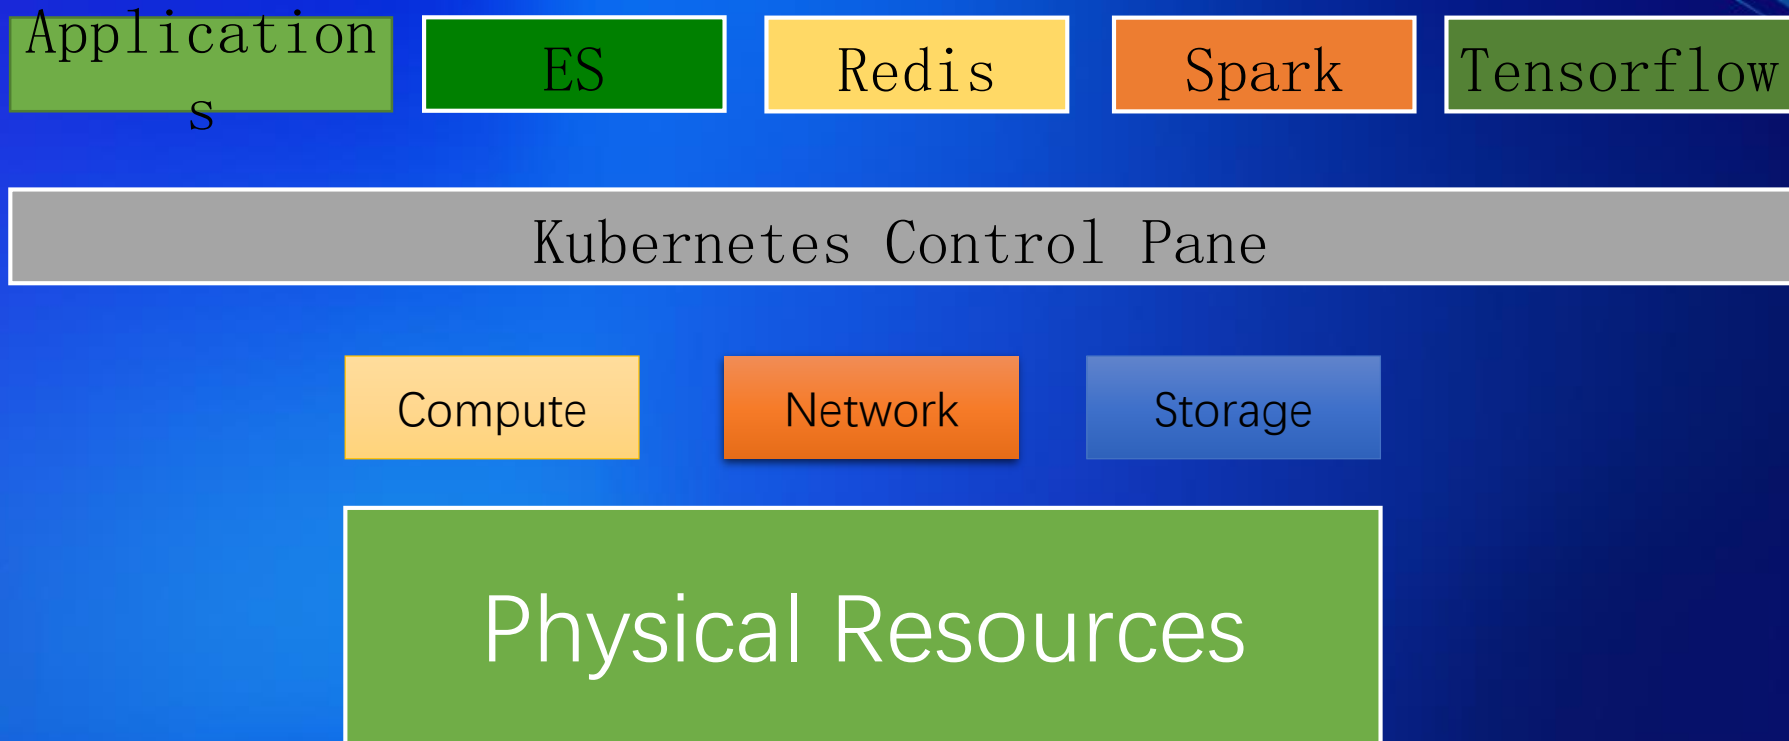 Application
s
ES
Redis
Spark
Tensorflow
Kubernetes Control Pane
Compute
Network
Storage
Physical Resources